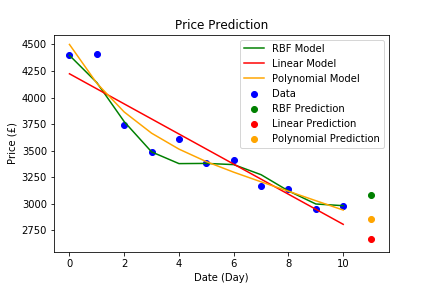 Price Prediction
RBF Model
Linear Model
Polynomial Model
Data
RBF Prediction
Linear Prediction
Polynomial Prediction
4500
4250
4000
3750
3500
3250
3000
2750
Price (£)
0 2 4 6 8 10
Date (Day)